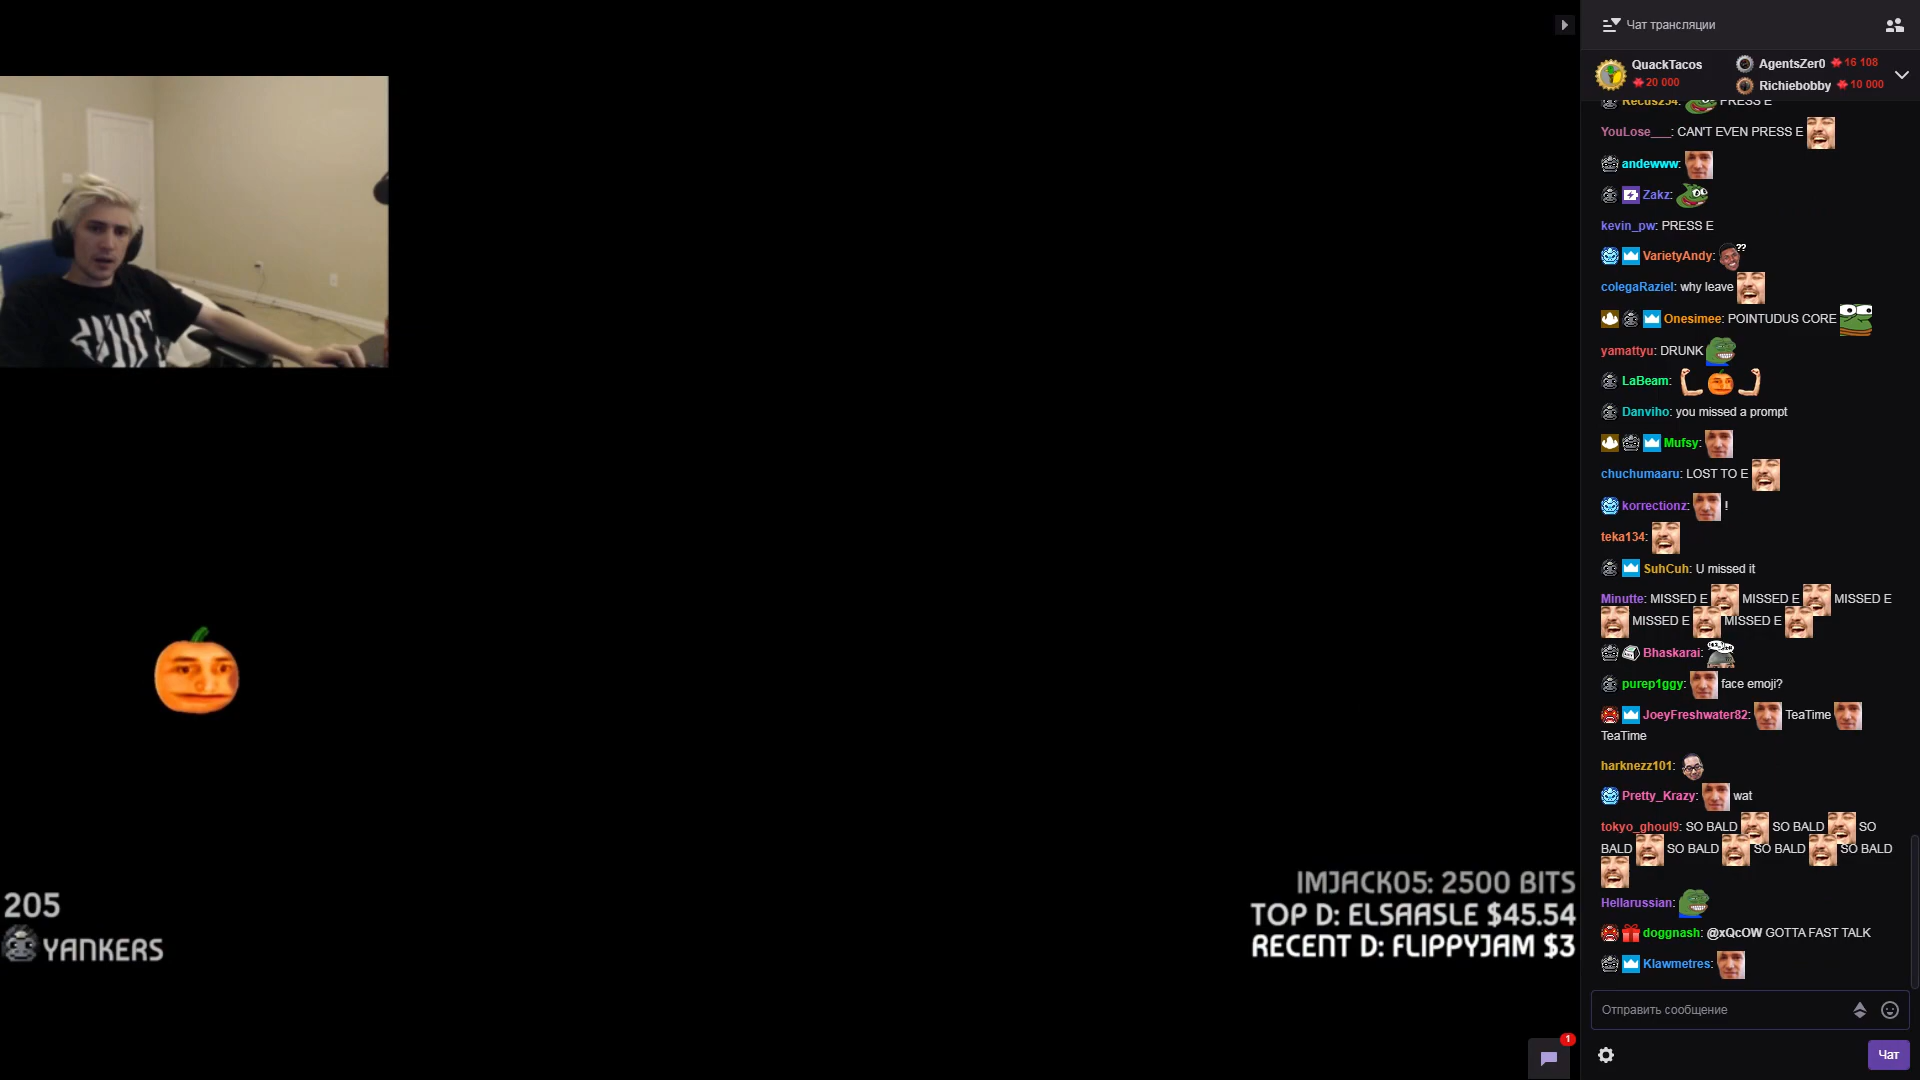 Чат трансляции
QuackTacos
20 000
AgentsZer0 16 108
Richiebobby 10 000
Recus234: PRESS E
YouLose___: CAN'T EVEN PRESS E
andewww:
Zakz:
kevin_pw: PRESS E
VarietyAndy: ??
colegaRaziel: why leave
Onesimee: POINTUDUS CORE
yamattyu: DRUNK
LaBeam:
Danviho: you missed a prompt
Mufsy:
chuchumaaru: LOST TO E
korrectionz: !
teka134:
SuhCuh: U missed it
Minutte: MISSED E MISSED E MISSED E
MISSED E MISSED E
Bhaskarai:
purep1ggy: face emoji?
JoeyFreshwater82: TeaTime
TeaTime
harknezz101:
Pretty_Krazy: wat
tokyo_ghoul9: SO BALD SO BALD SO
BALD SO BALD SO BALD SO BALD
Hellarussian:
doggnash: @xQcOW GOTTA FAST TALK
Klawmetres:
Отправить сообщение
Чат
1
205
YANKERS
IMJACK05: 2500 BITS
TOP D: ELSAASLE $45.54
RECENT D: FLIPPYJAM $3